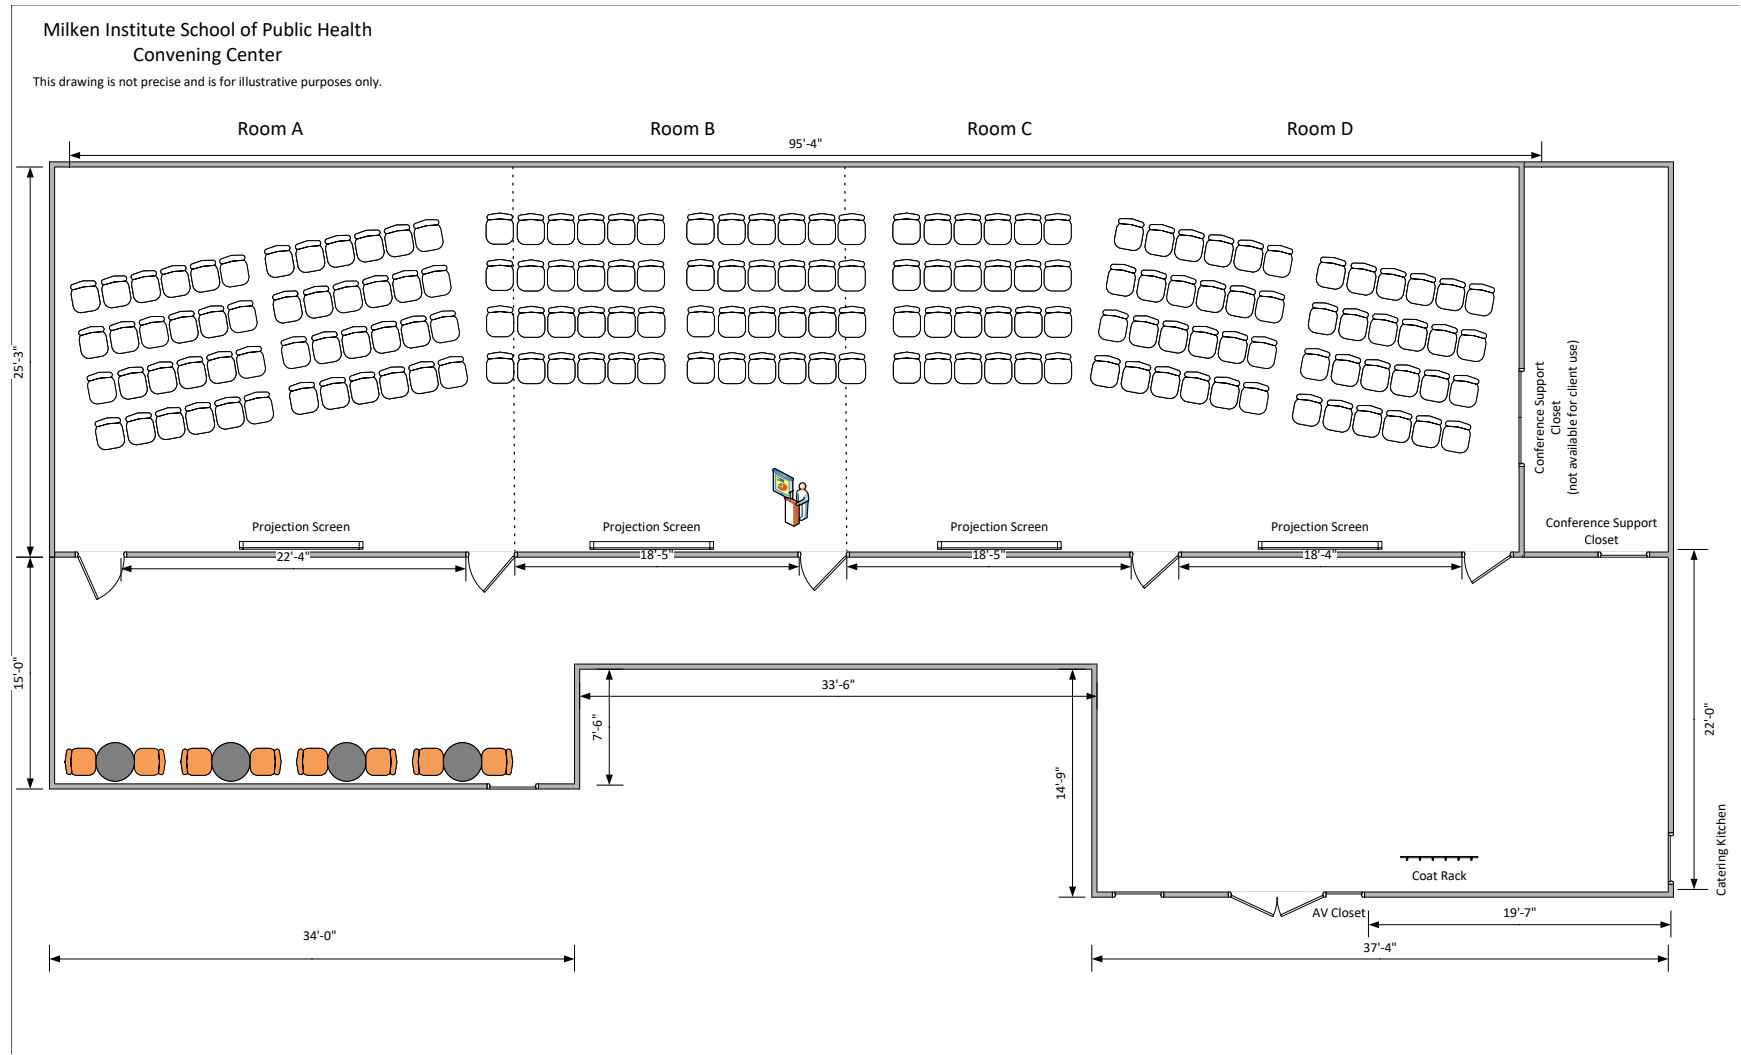 Milken Institute School of Public Health
Convening Center
This drawing is not precise and is for illustrative purposes only.
Room A
Room B
Room C
Room D
95'-4"
25'-3"
Conference Support
Closet
(not available for client use)
Projection Screen
Projection Screen
Projection Screen
Projection Screen
Conference Support
Closet
22'-4"
18'-5"
18'-5"
18'-4"
15'-0"
33'-6"
7'-6"
14'-9"
22'-0"
Catering Kitchen
Coat Rack
AV Closet
19'-7"
34'-0"
37'-4"